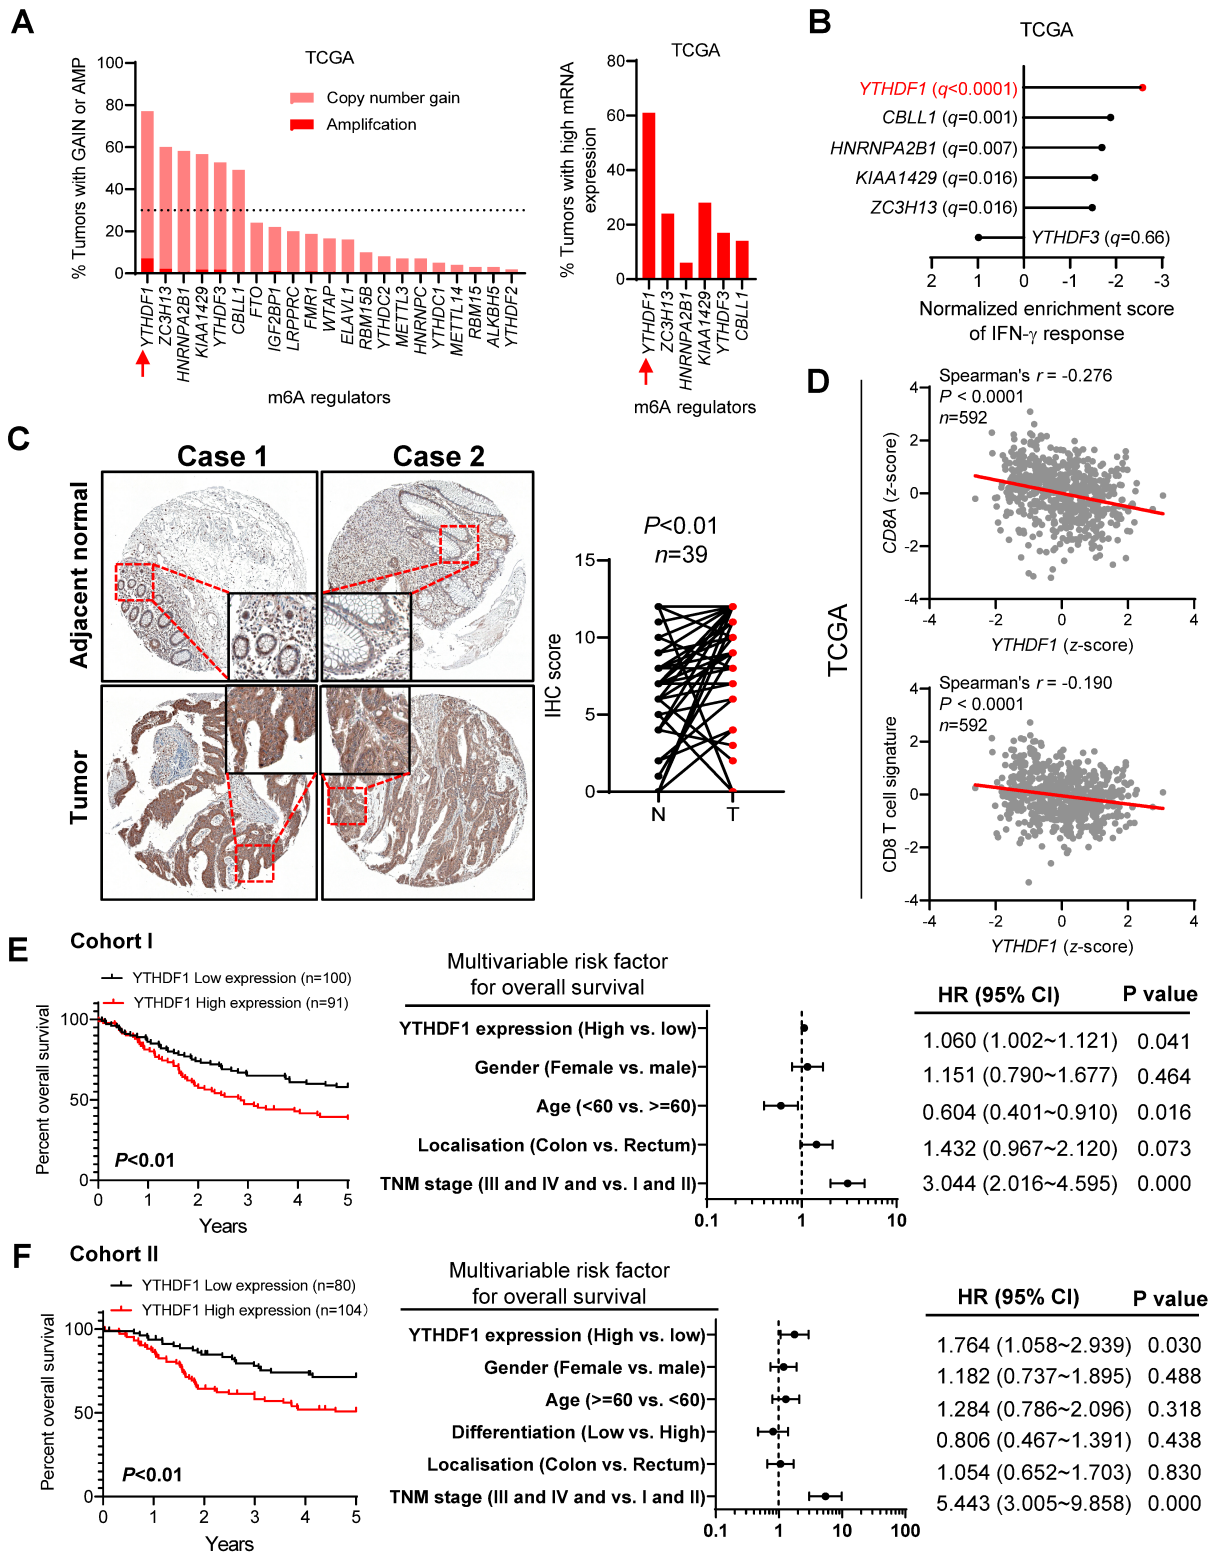 A
TCGA
% Tumors with GAIN or AMP
100
80
60
40
20
0
Copy number gain
Amplifcation
YTHDF1
ZC3H13
HNRNPA2B1
KIAA1429
YTHDF3
CBLL1
FTO
IGF2BP1
LRPPRC
FMR1
WTAP
ELAVL1
RBM15B
YTHDC2
METTL3
HNRNPC
YTHDC1
METTL14
RBM15
ALKBH5
YTHDF2
m6A regulators
TCGA
% Tumors with high mRNA
expression
80
60
40
20
0
YTHDF1
ZC3H13
HNRNPA2B1
KIAA1429
YTHDF3
CBLL1
m6A regulators
B
TCGA
YTHDF1 (q<0.0001)
CBLL1 (q=0.001)
HNRNPA2B1 (q=0.007)
KIAA1429 (q=0.016)
ZC3H13 (q=0.016)
YTHDF3 (q=0.66)
2 1 0 -1 -2 -3
Normalized enrichment score
of IFN-γ response
C
Case 1 Case 2
Adjacent normal
Tumor
P<0.01
n=39
IHC score
15
10
5
0
N T
D
TCGA
Spearman's r = -0.276
P < 0.0001
n=592
CD8A (z-score)
4
2
0
-2
-4
-4 -2 0 2 4
YTHDF1 (z-score)
Spearman's r = -0.190
P < 0.0001
n=592
CD8 T cell signature
4
2
0
-2
-4
-4 -2 0 2 4
YTHDF1 (z-score)
E
Cohort I
YTHDF1 Low expression (n=100)
YTHDF1 High expression (n=91)
Percent overall survival
100
50
0
P<0.01
0 1 2 3 4 5
Years
Multivariable risk factor
for overall survival
HR (95% CI) P value
YTHDF1 expression (High vs. low) 1.060 (1.002~1.121) 0.041
Gender (Female vs. male) 1.151 (0.790~1.677) 0.464
Age (<60 vs. >=60) 0.604 (0.401~0.910) 0.016
Localisation (Colon vs. Rectum) 1.432 (0.967~2.120) 0.073
TNM stage (III and IV and vs. I and II) 3.044 (2.016~4.595) 0.000
0.1 1 10
F
Cohort II
YTHDF1 Low expression (n=80)
YTHDF1 High expression (n=104)
Percent overall survival
100
50
0
P<0.01
0 1 2 3 4 5
Years
Multivariable risk factor
for overall survival
HR (95% CI) P value
YTHDF1 expression (High vs. low) 1.764 (1.058~2.939) 0.030
Gender (Female vs. male) 1.182 (0.737~1.895) 0.488
Age (>=60 vs. <60) 1.284 (0.786~2.096) 0.318
Differentiation (Low vs. High) 0.806 (0.467~1.391) 0.438
Localisation (Colon vs. Rectum) 1.054 (0.652~1.703) 0.830
TNM stage (III and IV and vs. I and II) 5.443 (3.005~9.858) 0.000
0.1 1 10 100